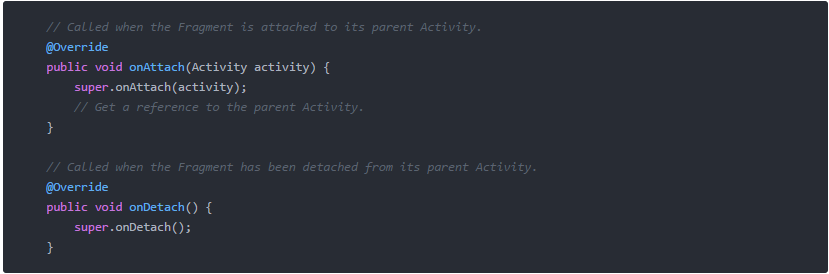 // Called when the Fragment is attached to its parent Activity.
@Override
public void onAttach(Activity activity) {
    super.onAttach(activity);
    // Get a reference to the parent Activity.
}

// Called when the Fragment has been detached from its parent Activity.
@Override
public void onDetach() {
    super.onDetach();
}